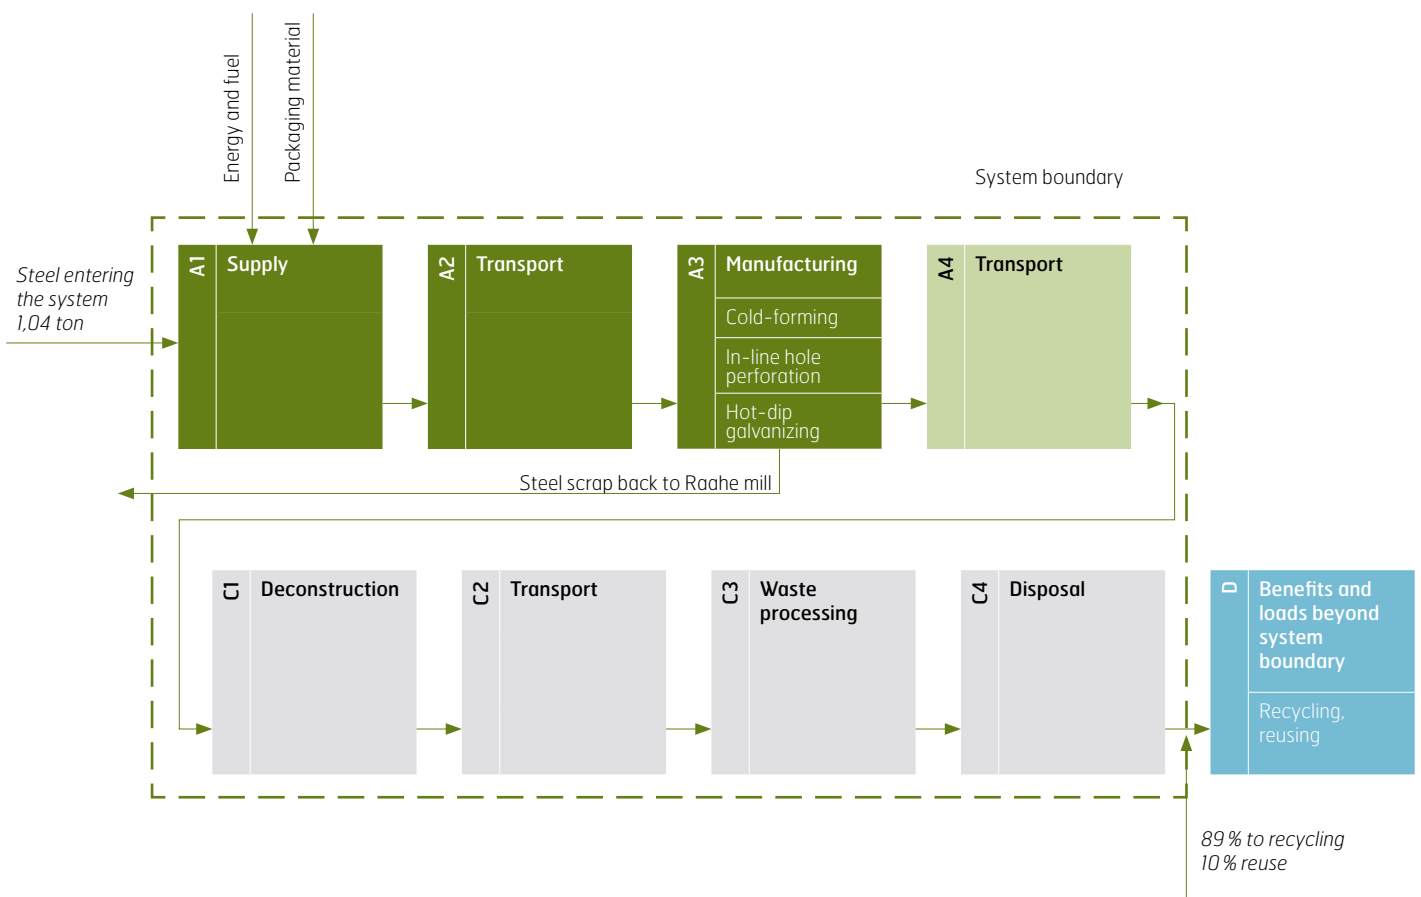 Energy and fuel
Packaging material
System boundary
Steel entering
the system
1,04 ton
A1
Supply
A2
Transport
A3
Manufacturing
Cold-forming
In-line hole
perforation
Hot-dip
galvanizing
A4
Transport
Steel scrap back to Raahe mill
C1
Deconstruction
C2
Transport
C3
Waste
processing
C4
Disposal
D
Benefits and
loads beyond
system
boundary
Recycling,
reusing
89 % to recycling
10 % reuse